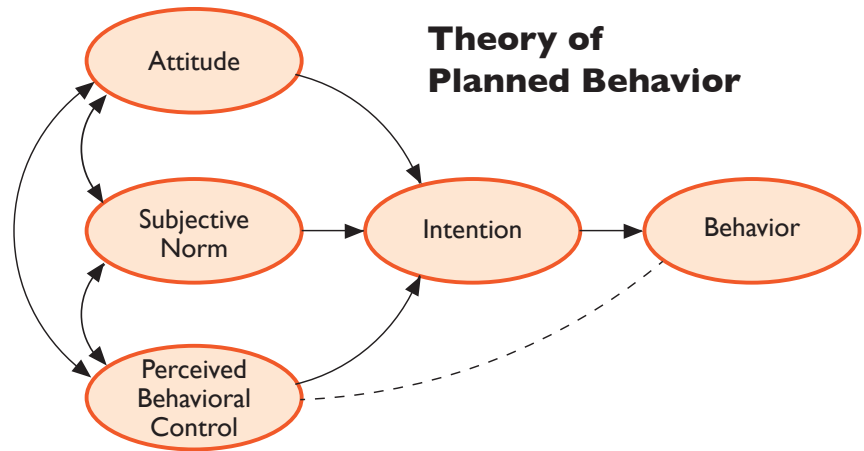 Theory of
Planned Behavior
Attitude
Subjective
Norm
Intention
Behavior
Perceived
Behavioral
Control